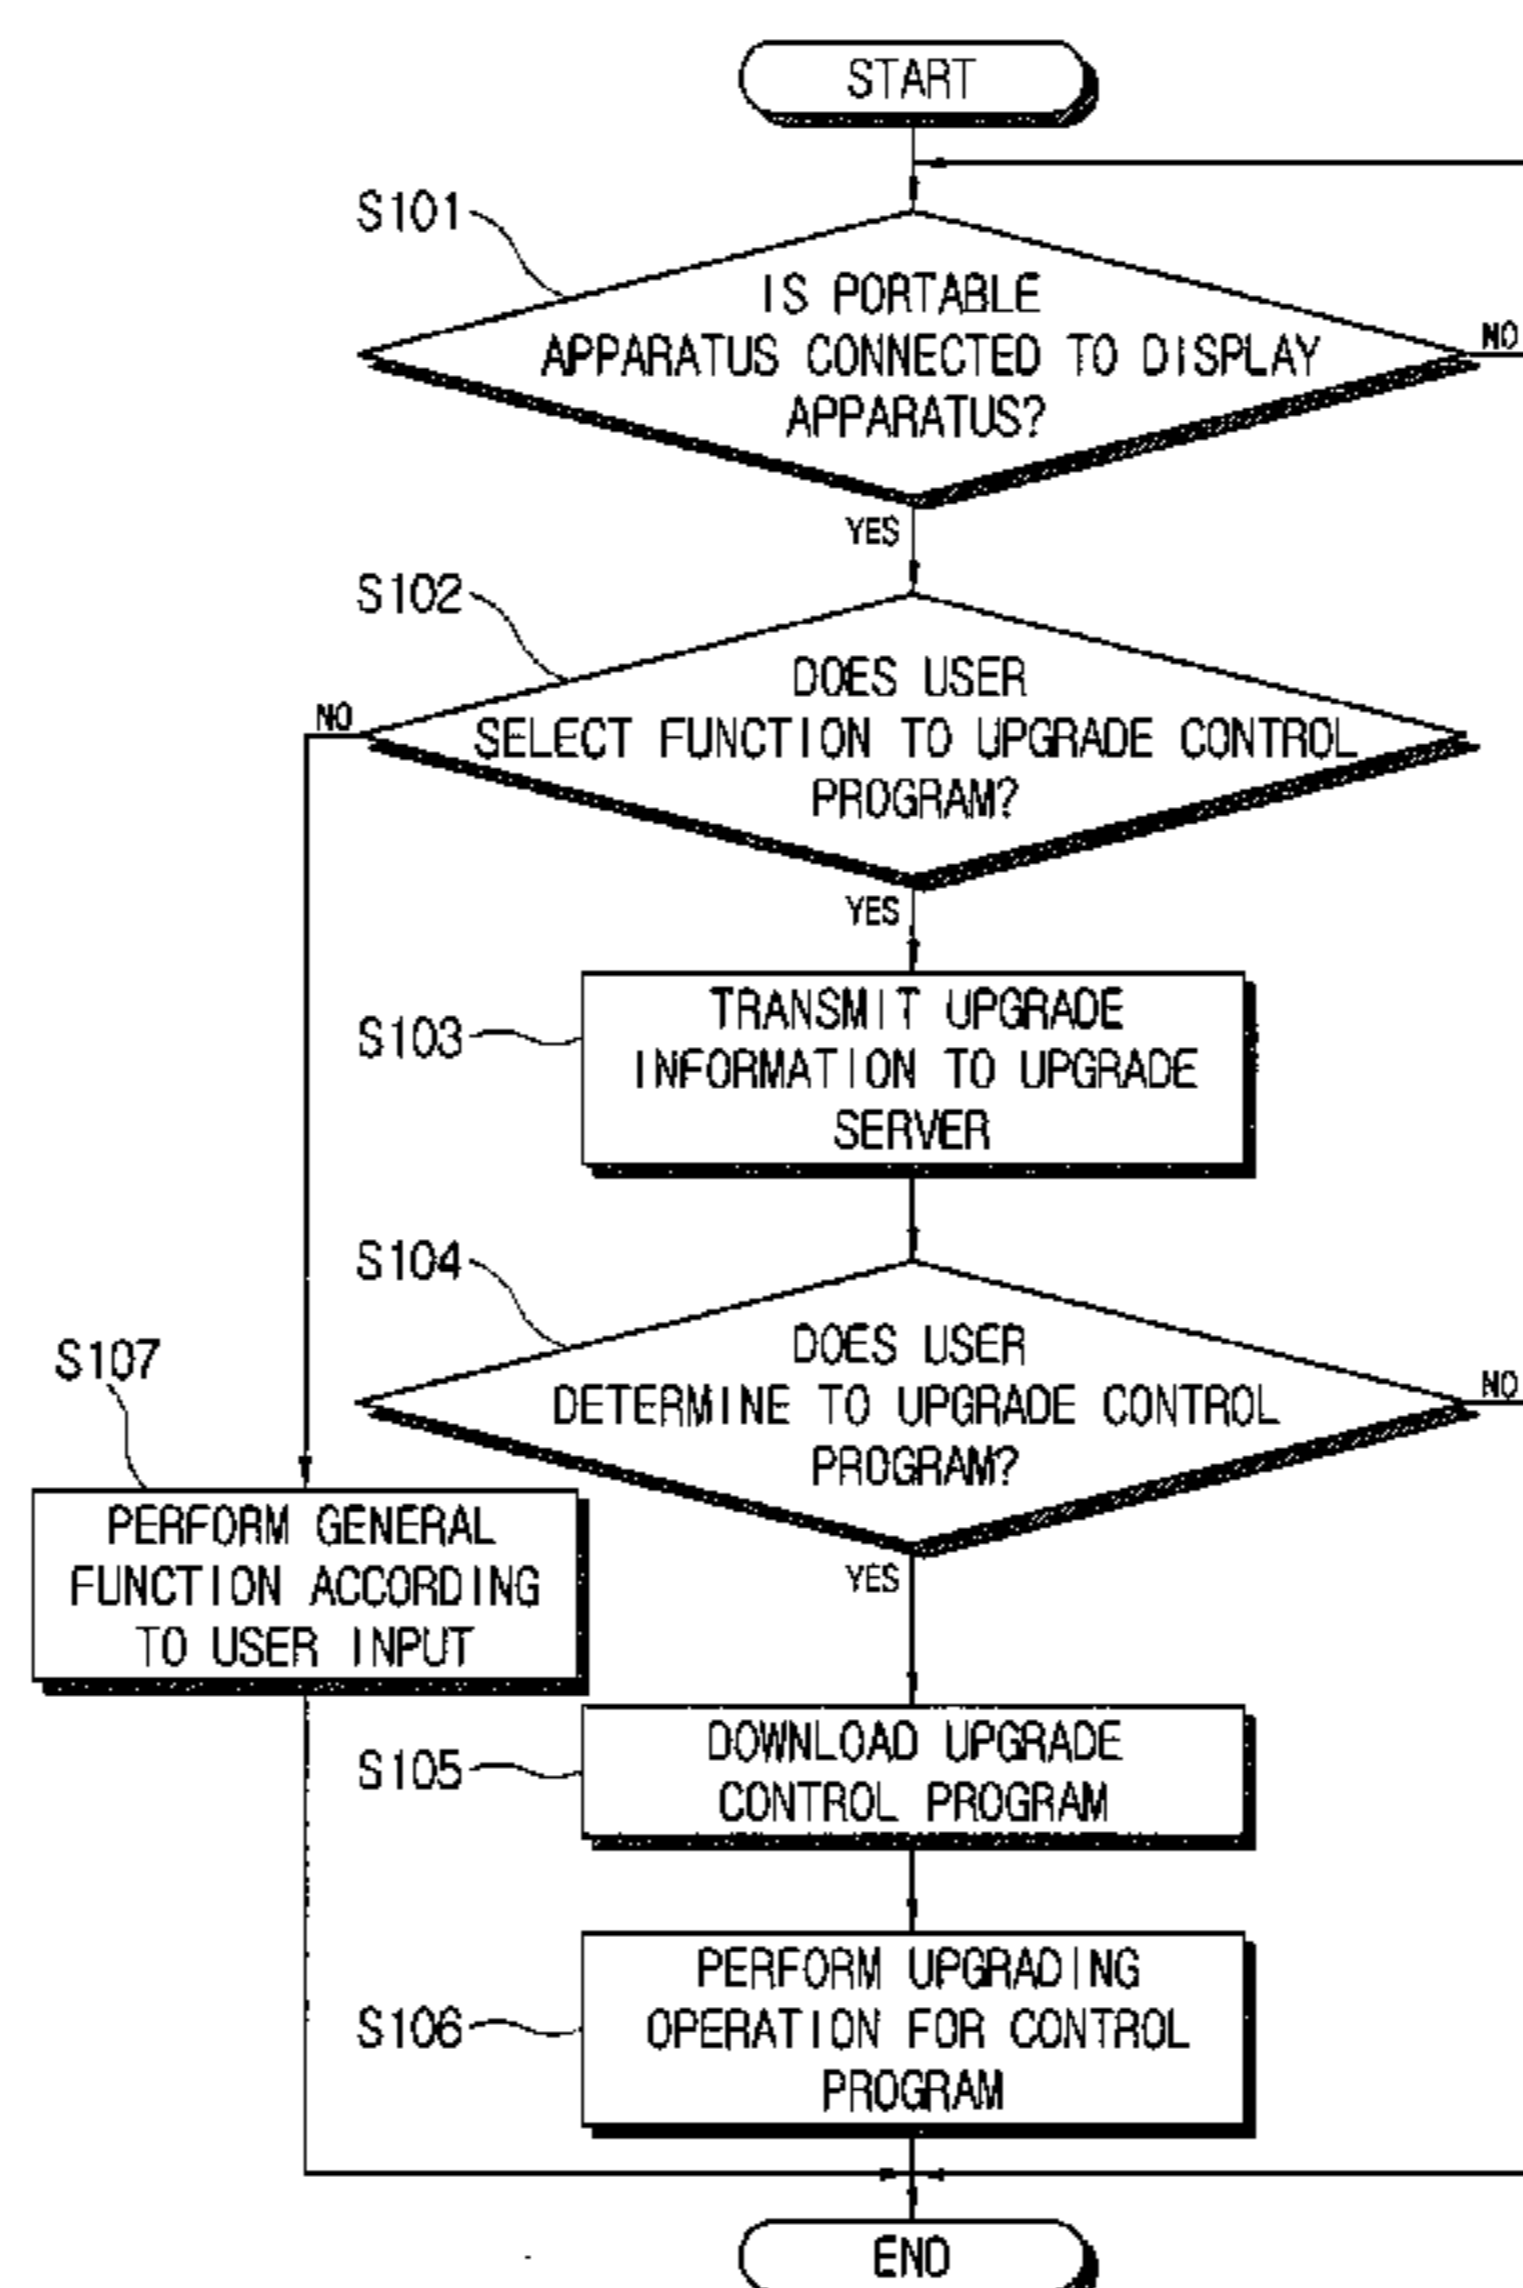 START
S101
IS PORTABLE
APPARATUS CONNECTED TO DISPLAY
APPARATUS?
NO
YES
S102
DOES USER
SELECT FUNCTION TO UPGRADE CONTROL
PROGRAM?
NO
YES
S103
TRANSMIT UPGRADE
INFORMATION TO UPGRADE
SERVER
S104
DOES USER
DETERMINE TO UPGRADE CONTROL
PROGRAM?
NO
YES
S107
PERFORM GENERAL
FUNCTION ACCORDING
TO USER INPUT
S105
DOWNLOAD UPGRADE
CONTROL PROGRAM
S106
PERFORM UPGRADING
OPERATION FOR CONTROL
PROGRAM
END